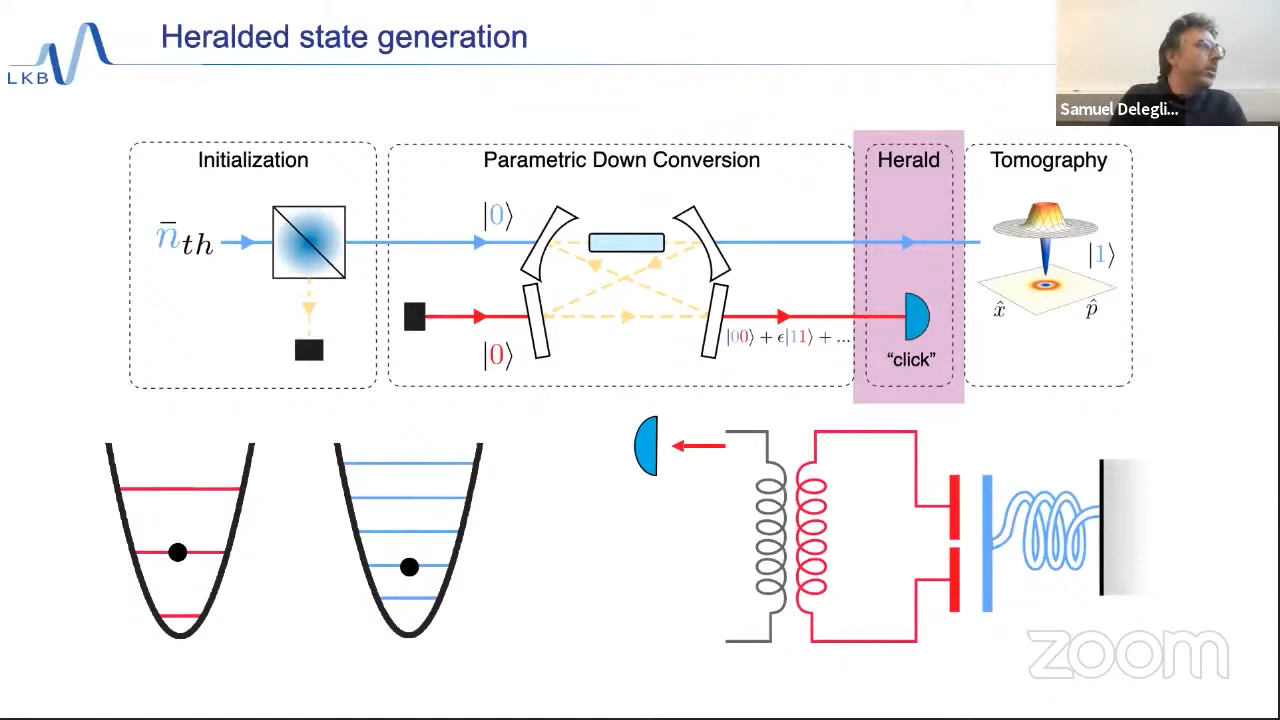 Heralded state generation
LKB
Samuel Delegli...
Initialization
Parametric Down Conversion
Herald
Tomography
n̄th
|0⟩
|0⟩
|00⟩ + ϵ|11⟩ + ...
"click"
|1⟩
x̂
p̂
zoom